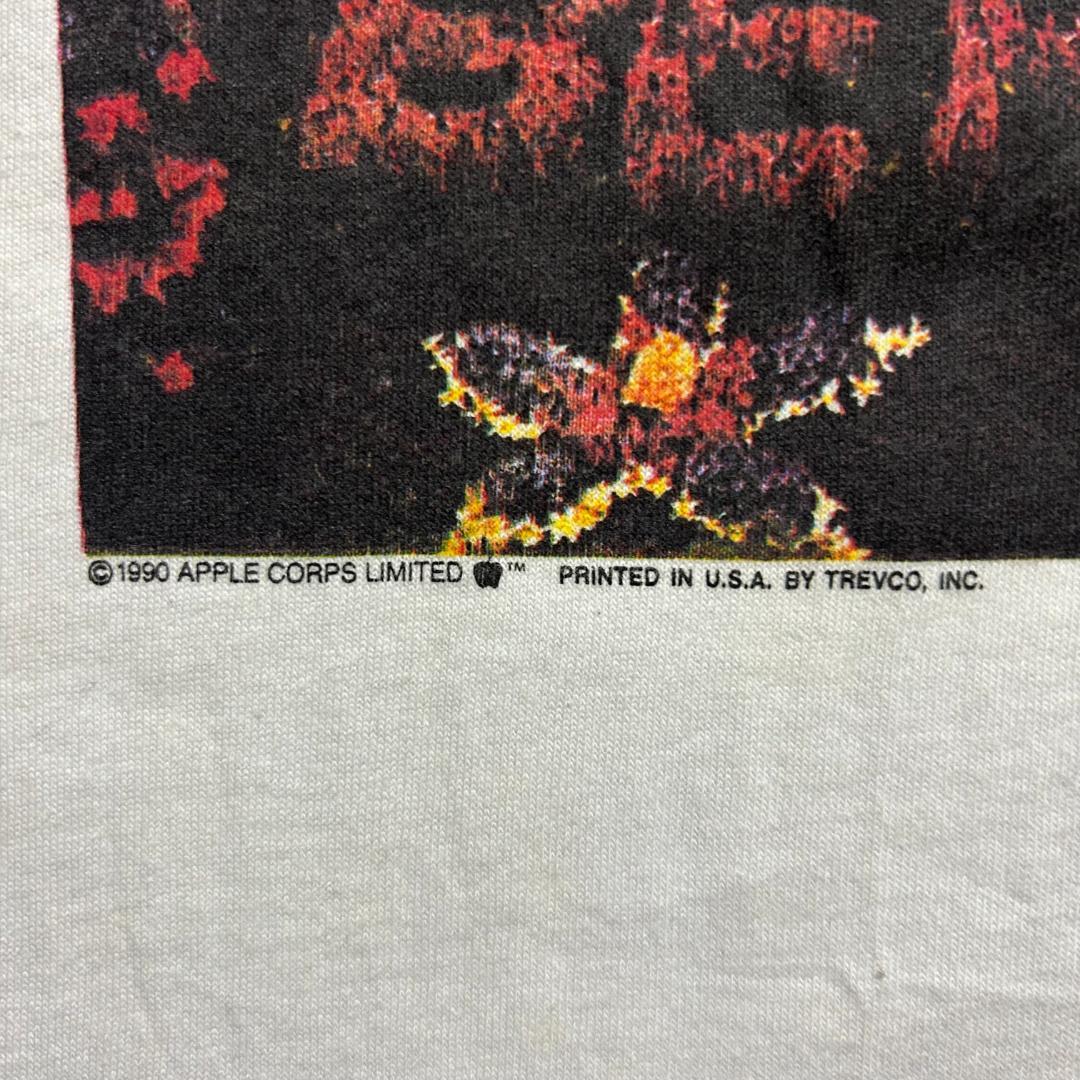 ©1990 APPLE CORPS LIMITED ™ PRINTED IN U.S.A. BY TREVCO, INC.